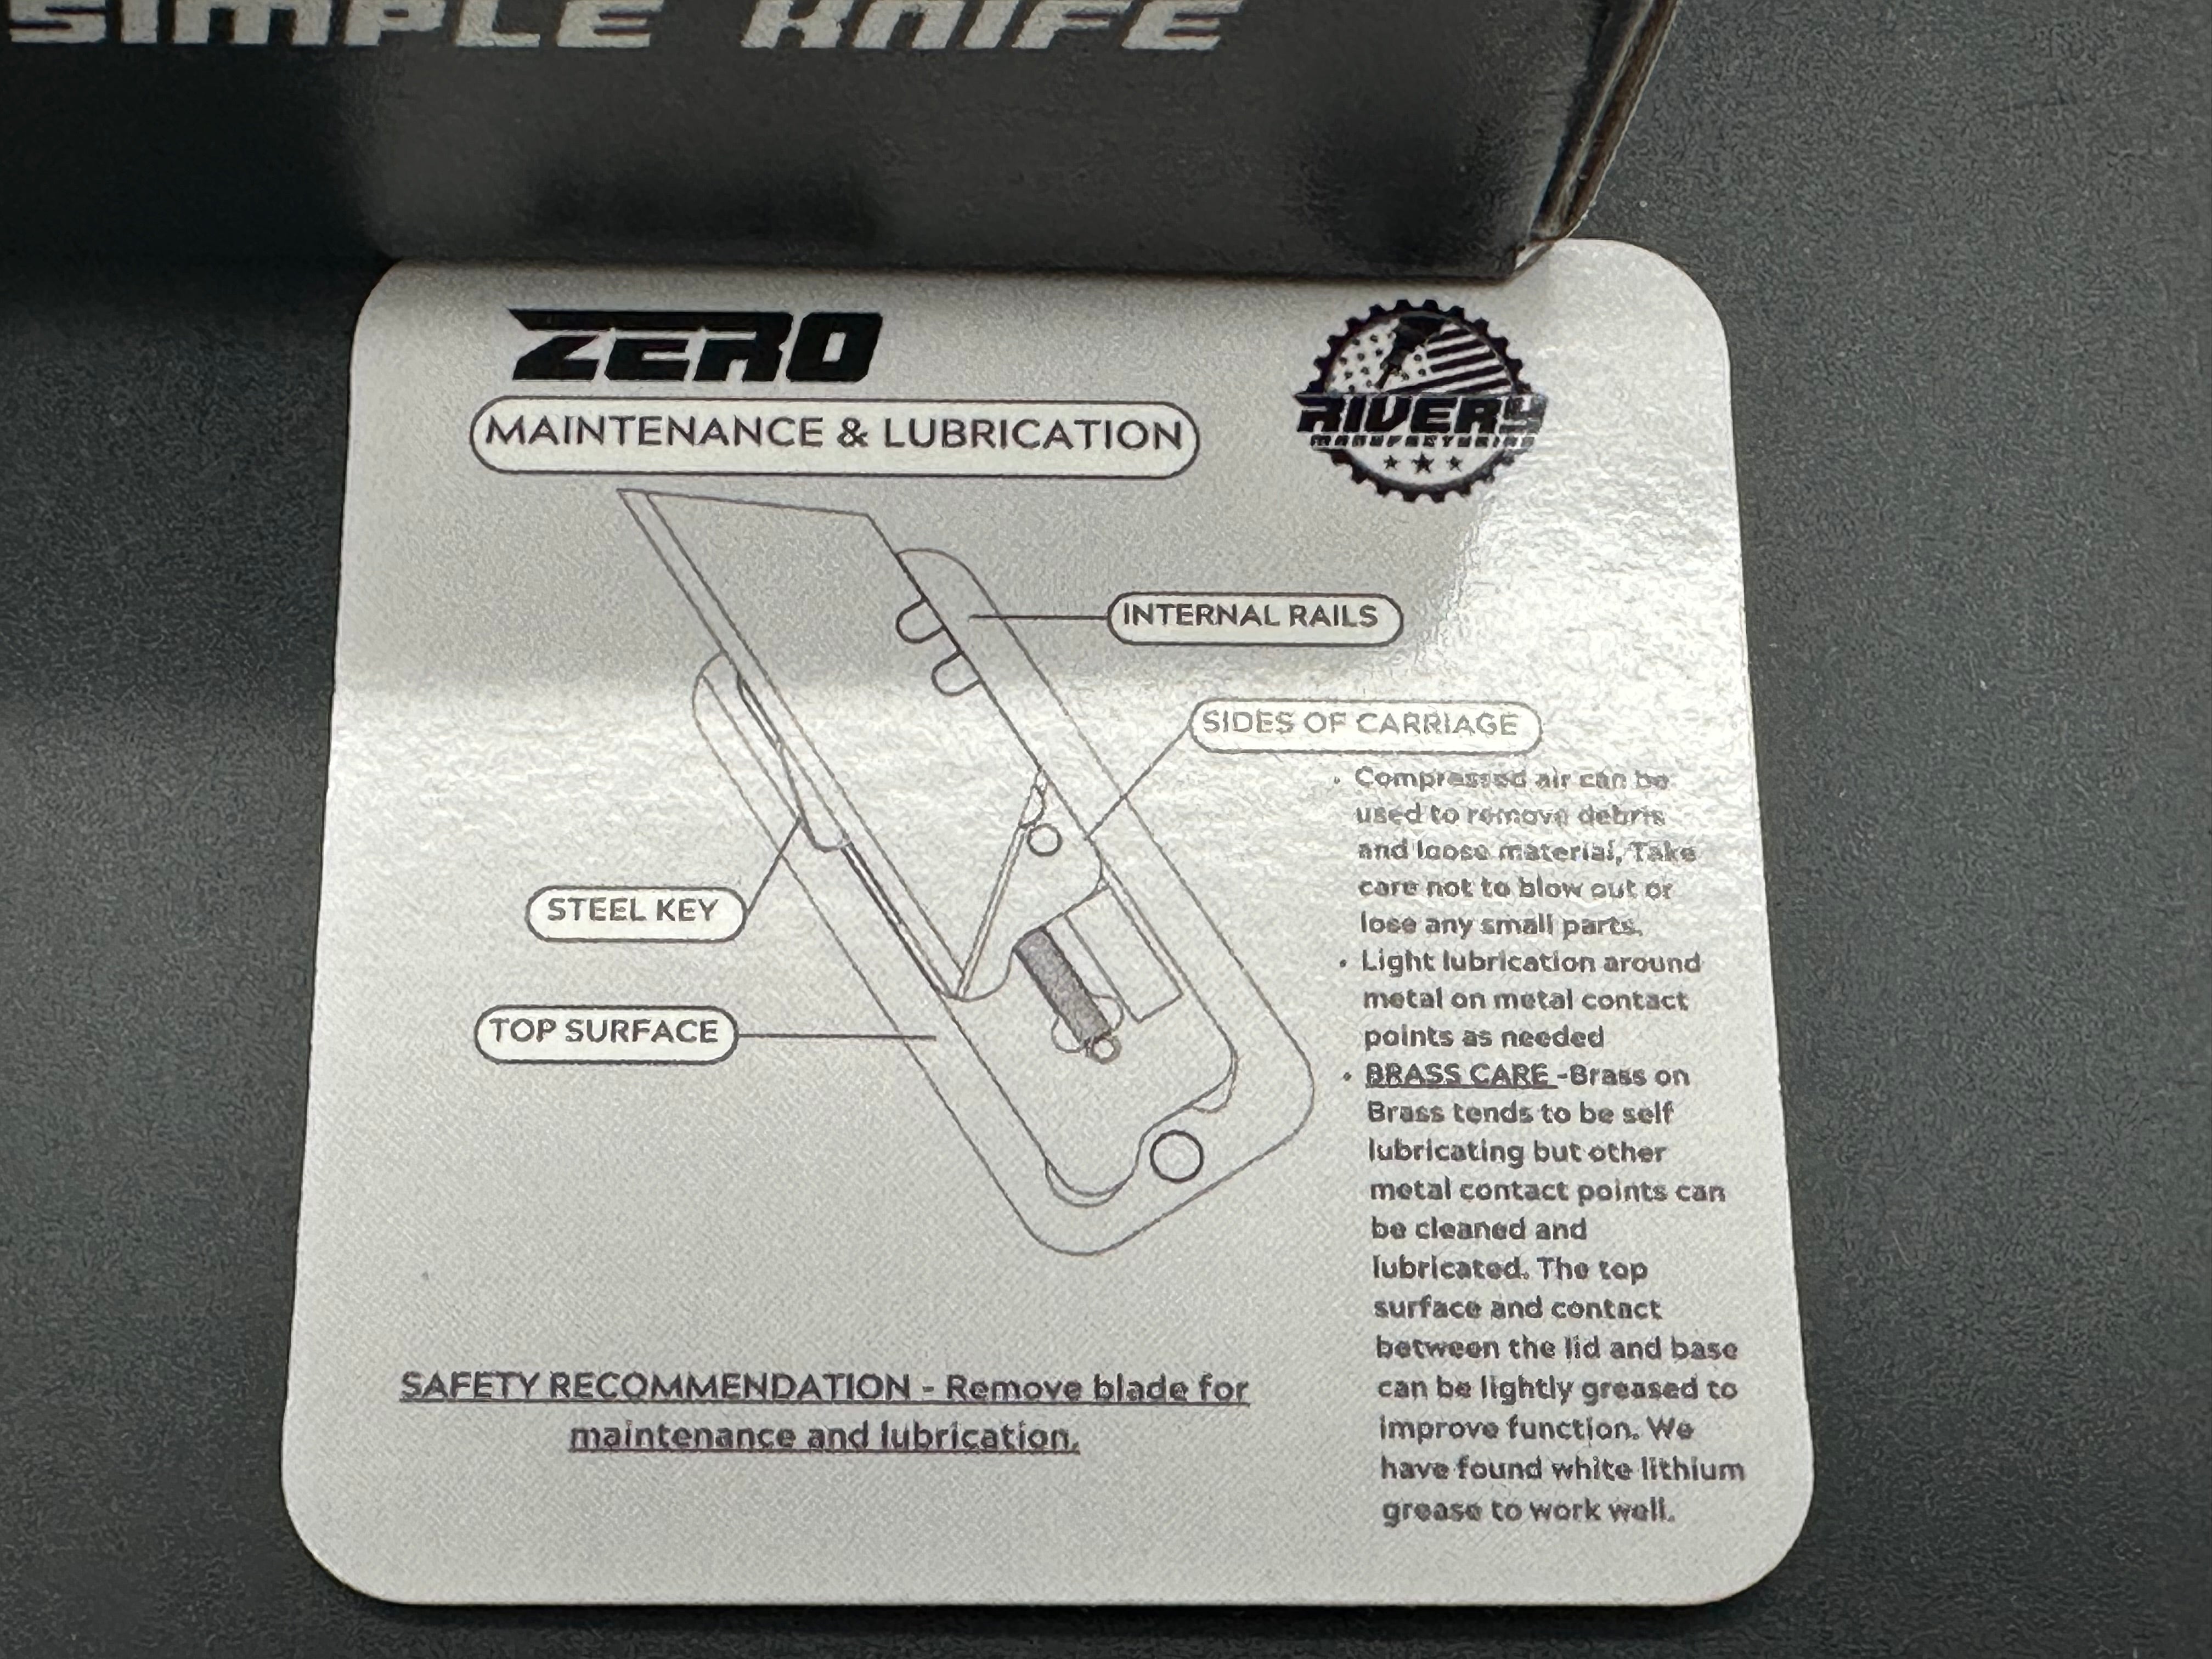 SIMPLE KNIFE
ZERO
MAINTENANCE & LUBRICATION
RIVERY
MANUFACTURING
INTERNAL RAILS
SIDES OF CARRIAGE
STEEL KEY
TOP SURFACE
• Compressed air can be
used to remove debris
and loose material, Take
care not to blow out or
lose any small parts.
• Light lubrication around
metal on metal contact
points as needed
• BRASS CARE -Brass on
Brass tends to be self
lubricating but other
metal contact points can
be cleaned and
lubricated. The top
surface and contact
between the lid and base
can be lightly greased to
improve function. We
have found white lithium
grease to work well.
SAFETY RECOMMENDATION - Remove blade for
maintenance and lubrication.